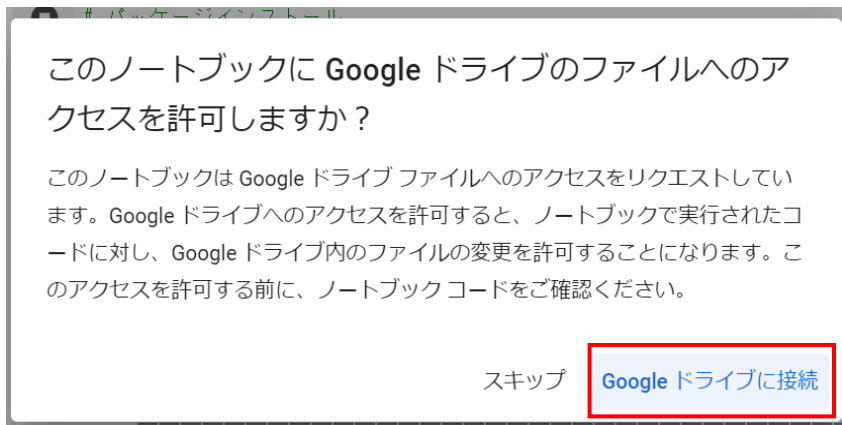 # パッケージインストール
このノートブックに Google ドライブのファイルへのア
クセスを許可しますか？
このノートブックは Google ドライブ ファイルへのアクセスをリクエストしてい
ます。Google ドライブへのアクセスを許可すると、ノートブックで実行されたコ
ードに対し、Google ドライブ内のファイルの変更を許可することになります。こ
のアクセスを許可する前に、ノートブック コードをご確認ください。
スキップ Google ドライブに接続